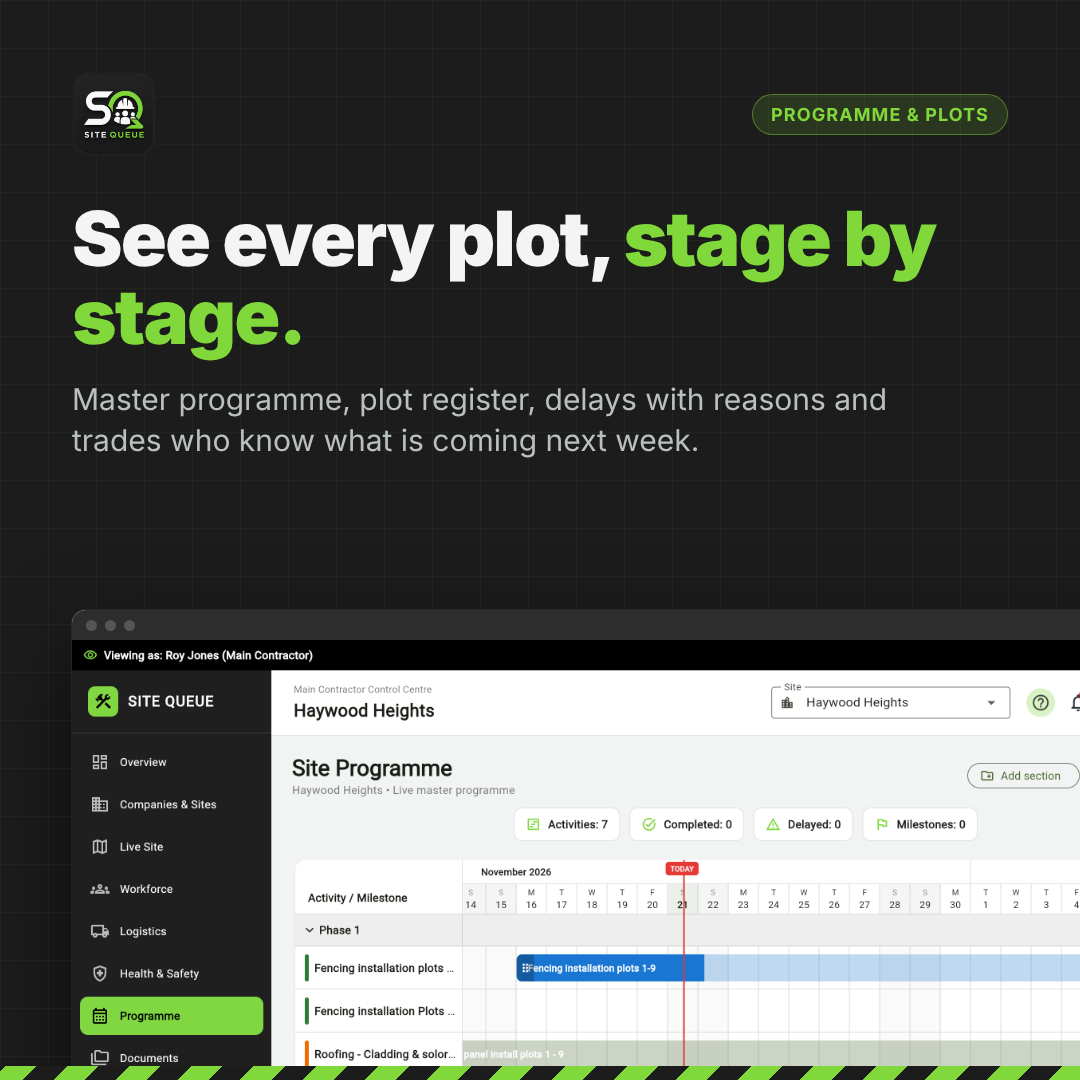 SQ
SITE QUEUE
PROGRAMME & PLOTS
See every plot, stage by
stage.
Master programme, plot register, delays with reasons and
trades who know what is coming next week.
Viewing as: Roy Jones (Main Contractor)
SITE QUEUE
Main Contractor Control Centre
Haywood Heights
Site
Haywood Heights
Overview
Companies & Sites
Live Site
Workforce
Logistics
Health & Safety
Programme
Documents
Site Programme
Haywood Heights • Live master programme
Add section
Activities: 7
Completed: 0
Delayed: 0
Milestones: 0
Activity / Milestone
November 2026
TODAY
S S M T W T F S S M T W T F S S M T W T F
14 15 16 17 18 19 20 21 22 23 24 25 26 27 28 29 30 1 2 3 4
Phase 1
Fencing installation plots ...
Fencing installation plots 1-9
Fencing installation Plots ...
Roofing - Cladding & solor...
panel install plots 1 - 9